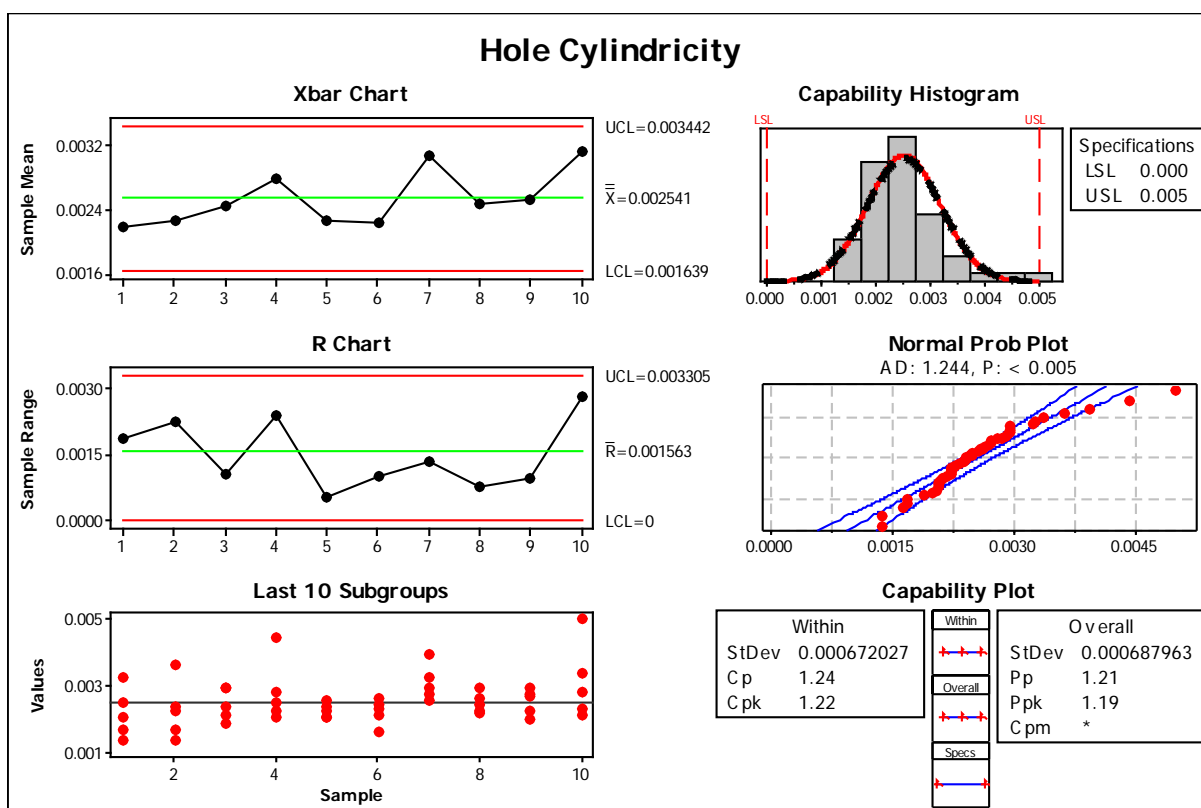 Hole Cylindricity
Xbar Chart
Sample Mean
0.0032
0.0024
0.0016
UCL=0.003442
X=0.002541
LCL=0.001639
1 2 3 4 5 6 7 8 9 10
R Chart
Sample Range
0.0030
0.0015
0.0000
UCL=0.003305
R=0.001563
LCL=0
1 2 3 4 5 6 7 8 9 10
Last 10 Subgroups
Values
0.005
0.003
0.001
2 4 6 8 10
Sample
Capability Histogram
LSL USL
0.000 0.001 0.002 0.003 0.004 0.005
Specifications
LSL 0.000
USL 0.005
Normal Prob Plot
AD: 1.244, P: < 0.005
0.0000 0.0015 0.0030 0.0045
Capability Plot
Within
StDev 0.000672027
Cp 1.24
Cpk 1.22
Within
Overall
Specs
Overall
StDev 0.000687963
Pp 1.21
Ppk 1.19
Cpm *